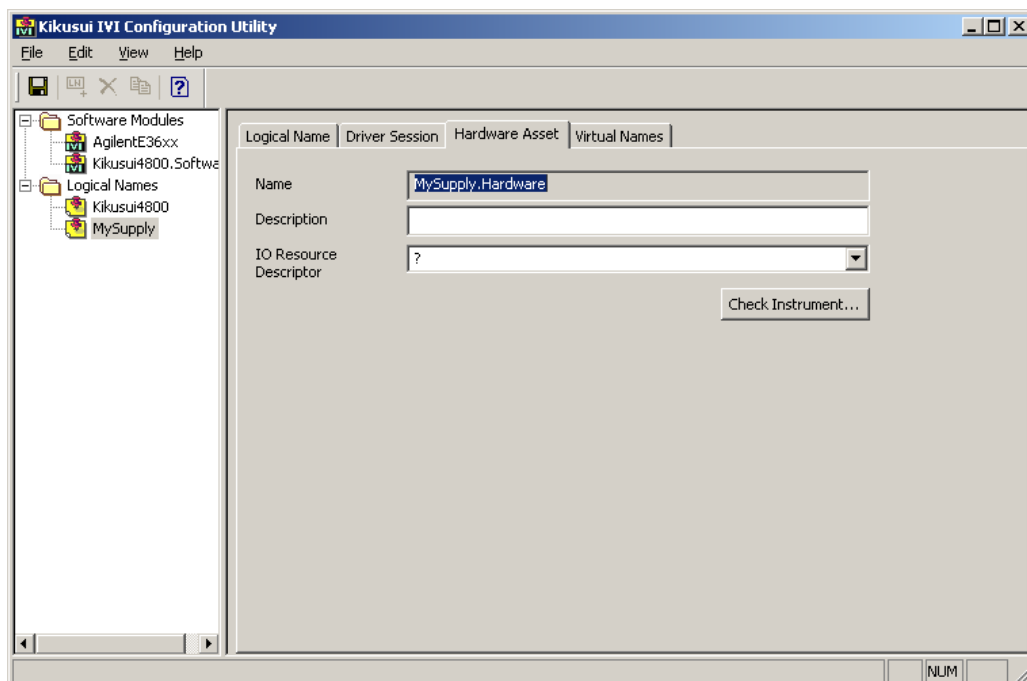 Kikusui IVI Configuration Utility
File Edit View Help
Software Modules
AgilentE36xx
Kikusui4800.Softwa
Logical Names
Kikusui4800
MySupply
Logical Name Driver Session Hardware Asset Virtual Names
Name MySupply.Hardware
Description
IO Resource Descriptor ?
Check Instrument...
NUM